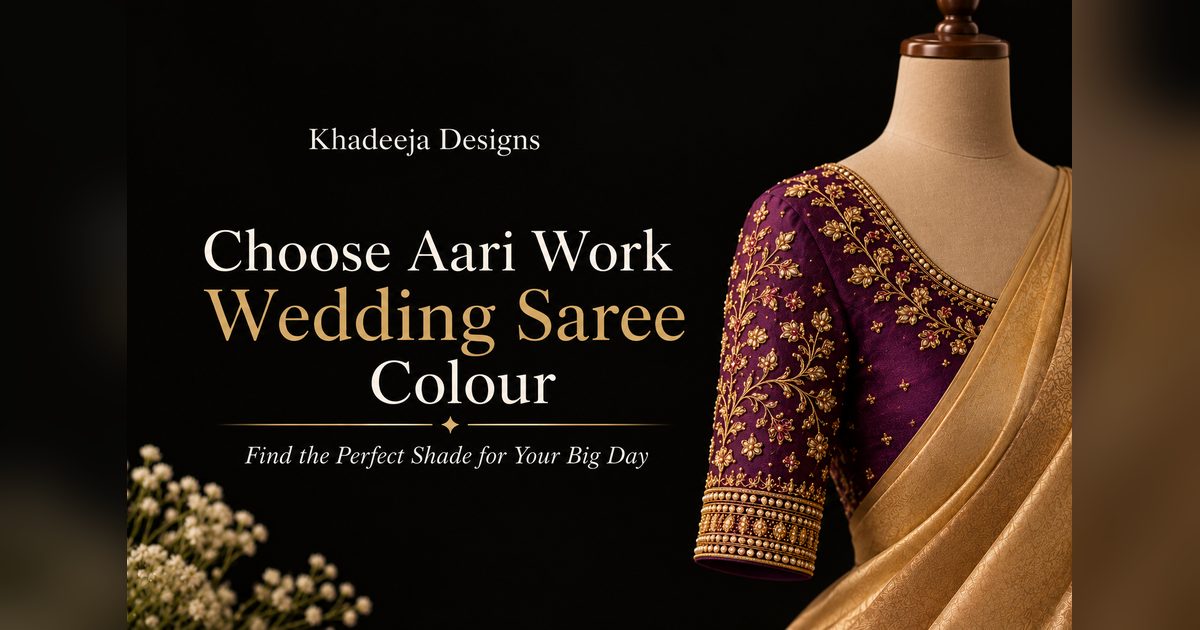 Khadeeja Designs
Choose Aari Work
Wedding Saree
Colour
Find the Perfect Shade for Your Big Day